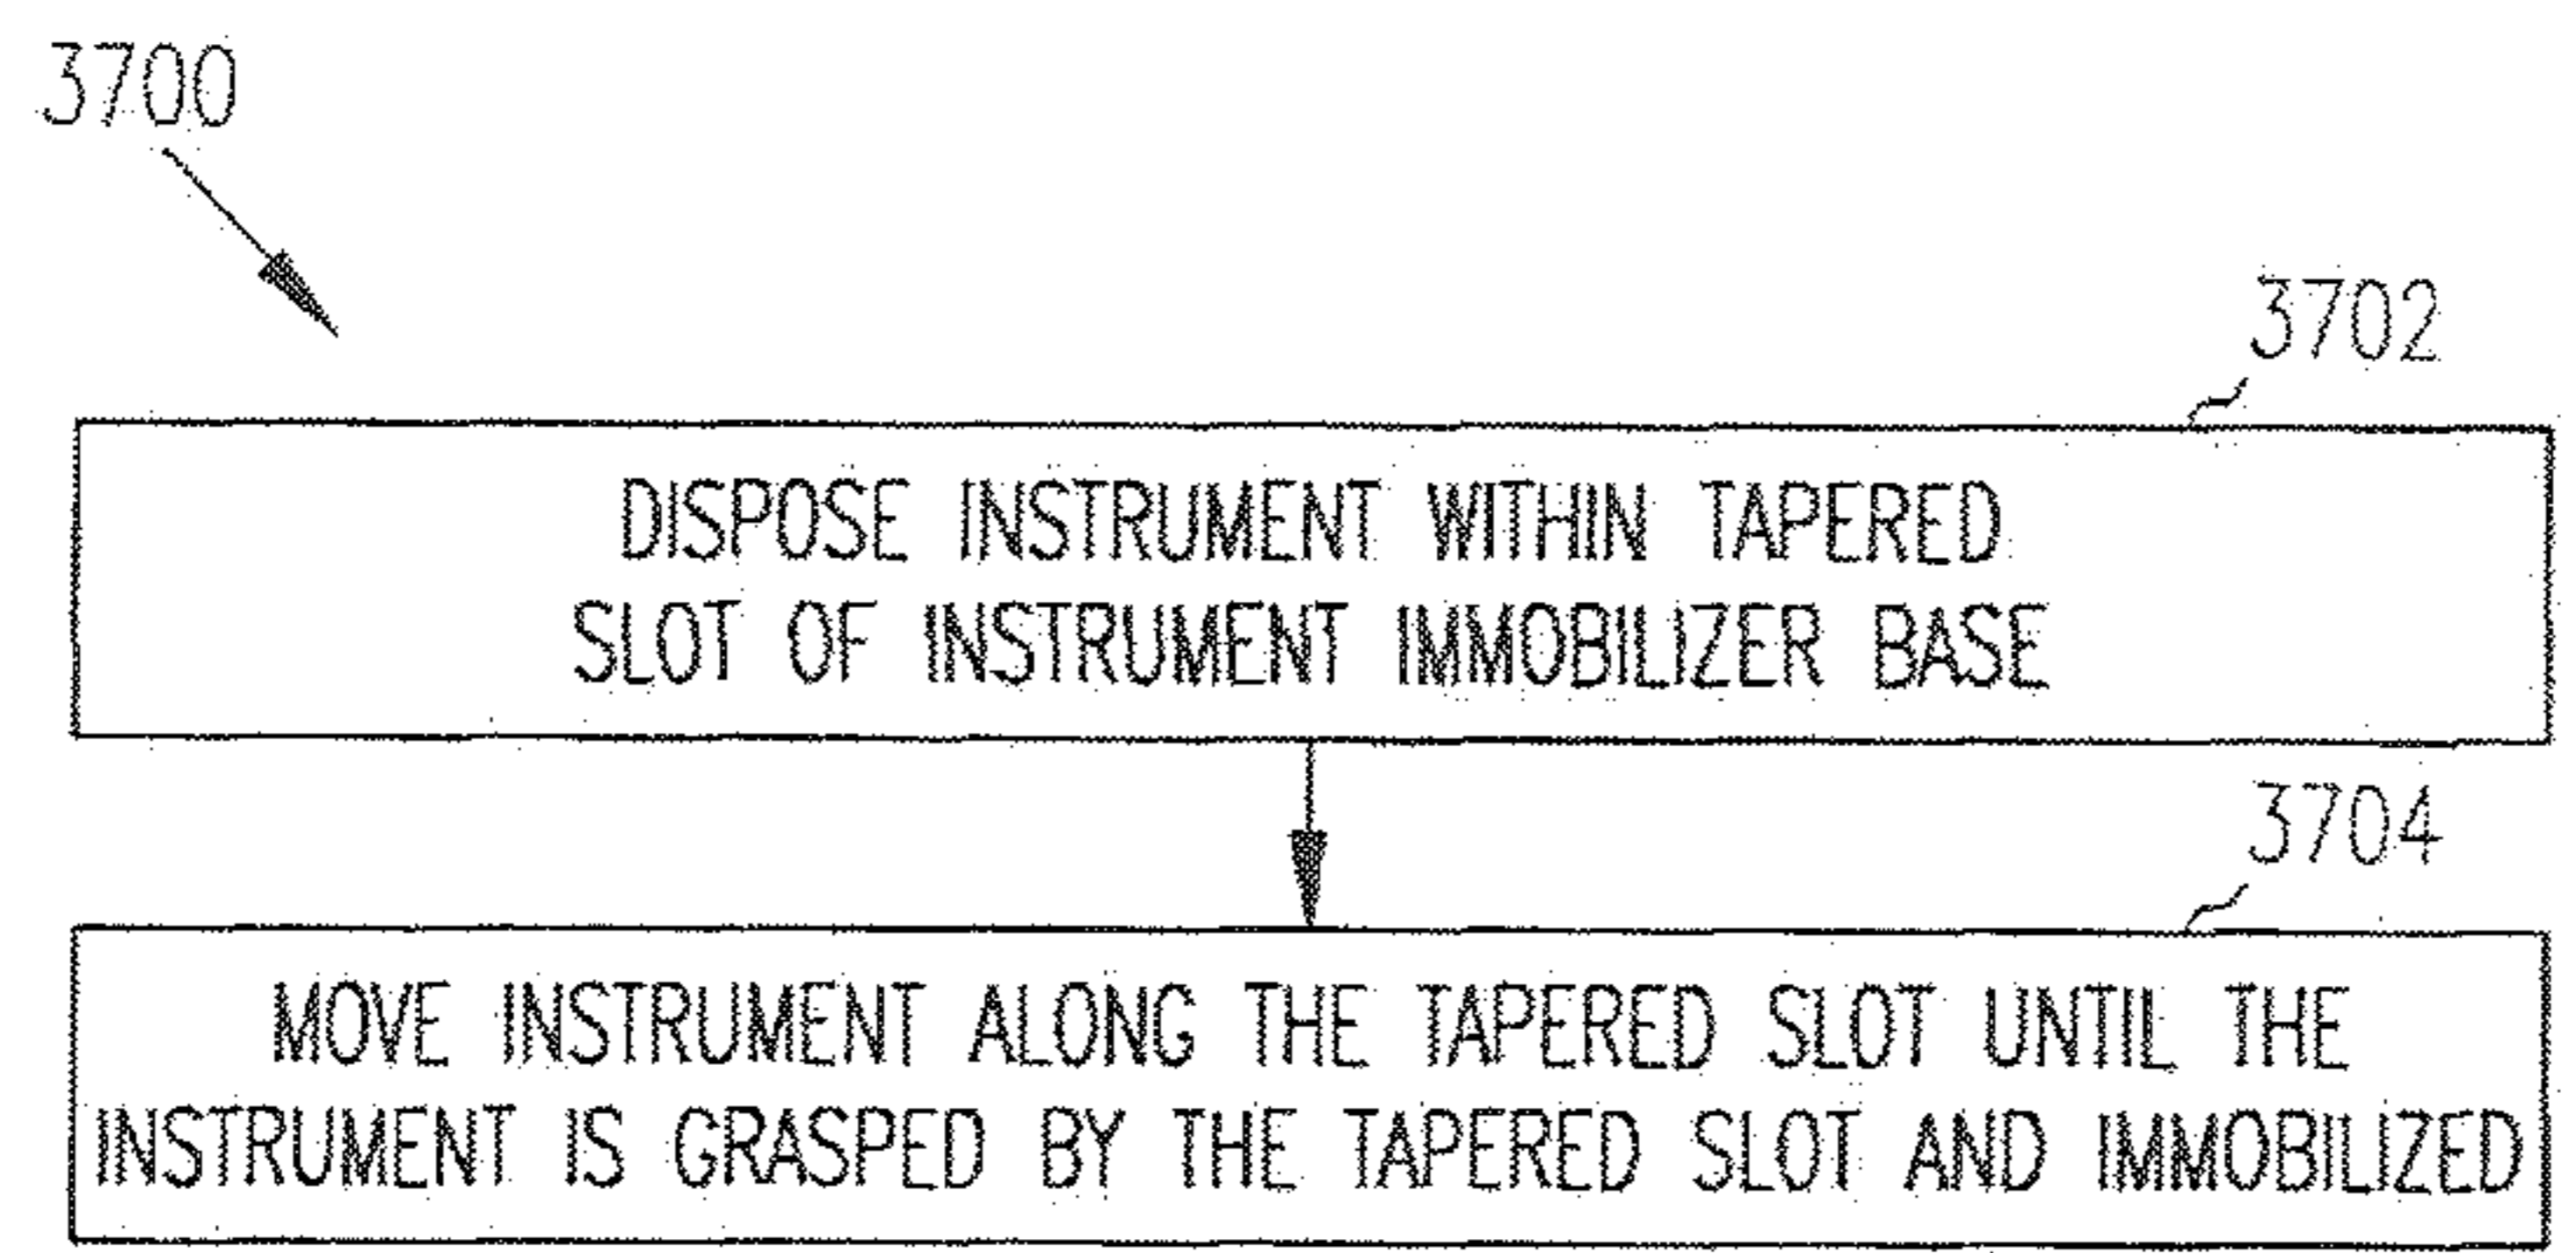 3700
3702
DISPOSE INSTRUMENT WITHIN TAPERED
SLOT OF INSTRUMENT IMMOBILIZER BASE
3704
MOVE INSTRUMENT ALONG THE TAPERED SLOT UNTIL THE
INSTRUMENT IS GRASPED BY THE TAPERED SLOT AND IMMOBILIZED